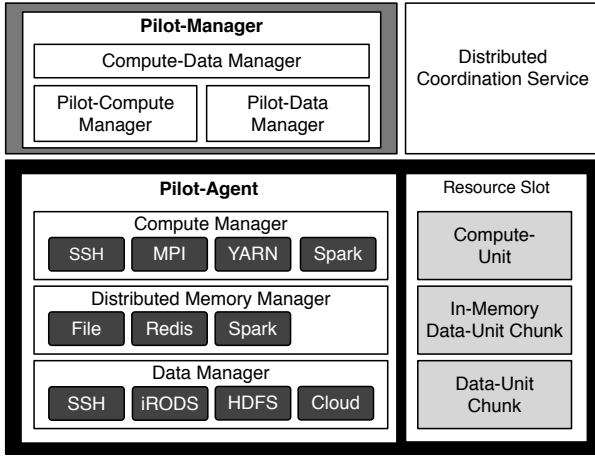 Pilot-Manager
Compute-Data Manager
Pilot-Compute
Manager
Pilot-Data
Manager
Distributed
Coordination Service
Pilot-Agent
Compute Manager
SSH MPI YARN Spark
Distributed Memory Manager
File Redis Spark
Data Manager
SSH iRODS HDFS Cloud
Resource Slot
Compute-
Unit
In-Memory
Data-Unit Chunk
Data-Unit
Chunk